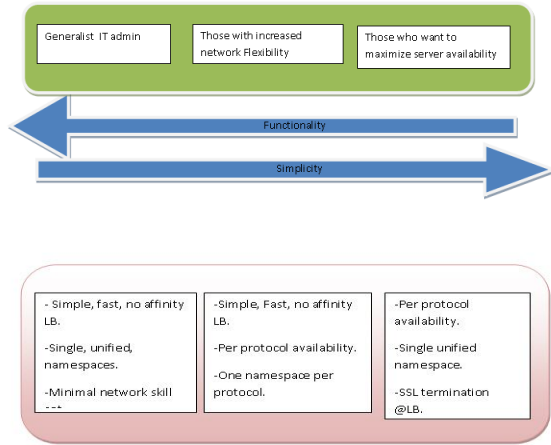 Generalist IT admin
Those with increased
network Flexibility
Those who want to
maximize server availability
Functionality
Simplicity
- Simple, fast, no affinity
LB.
-Single, unified,
namespaces.
-Minimal network skill
-Simple, Fast, no affinity
LB.
-Per protocol availability.
-One namespace per
protocol.
-Per protocol
availability.
-Single unified
namespace.
-SSL termination
@LB.